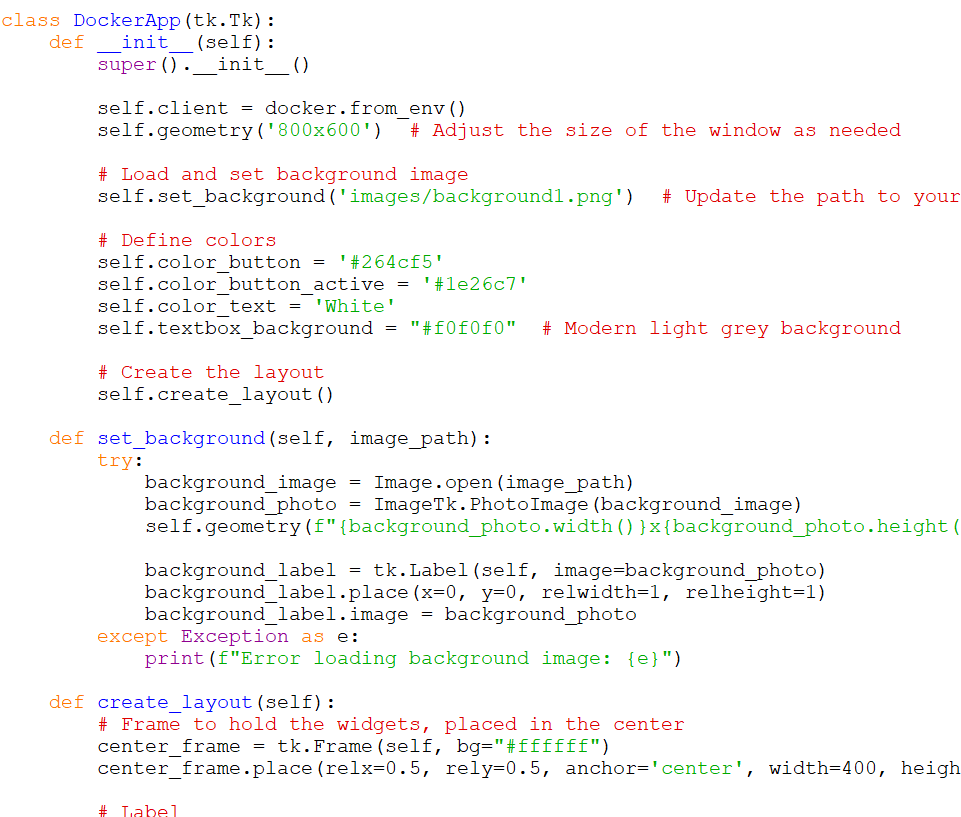 class DockerApp(tk.Tk):
    def __init__(self):
        super().__init__()

        self.client = docker.from_env()
        self.geometry('800x600')  # Adjust the size of the window as needed

        # Load and set background image
        self.set_background('images/background1.png')  # Update the path to your

        # Define colors
        self.color_button = '#264cf5'
        self.color_button_active = '#1e26c7'
        self.color_text = 'White'
        self.textbox_background = "#f0f0f0"  # Modern light grey background

        # Create the layout
        self.create_layout()

    def set_background(self, image_path):
        try:
            background_image = Image.open(image_path)
            background_photo = ImageTk.PhotoImage(background_image)
            self.geometry(f"{background_photo.width()}x{background_photo.height(

            background_label = tk.Label(self, image=background_photo)
            background_label.place(x=0, y=0, relwidth=1, relheight=1)
            background_label.image = background_photo
        except Exception as e:
            print(f"Error loading background image: {e}")

    def create_layout(self):
        # Frame to hold the widgets, placed in the center
        center_frame = tk.Frame(self, bg="#ffffff")
        center_frame.place(relx=0.5, rely=0.5, anchor='center', width=400, heigh

        # Label